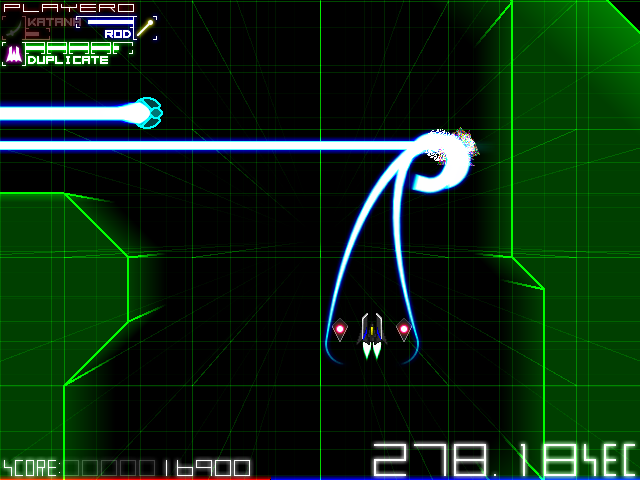 PLAYER0
KATANA
ROD
DUPLICATE
SCORE:0000016900
278.18SEC